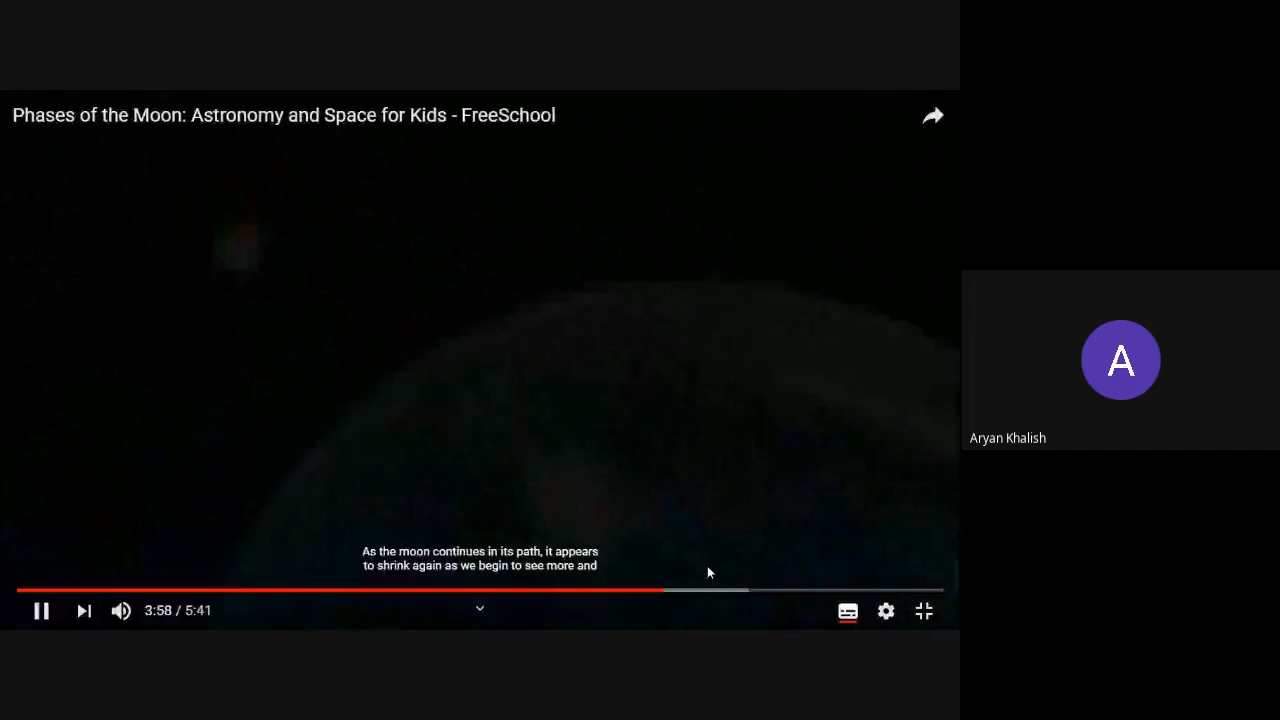 Phases of the Moon: Astronomy and Space for Kids - FreeSchool
A
Aryan Khalish
As the moon continues in its path, it appears
to shrink again as we begin to see more and
3:58 / 5:41